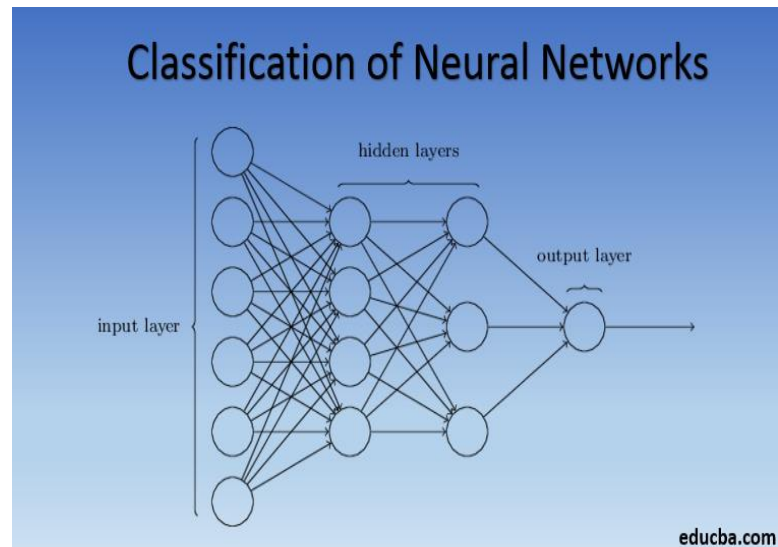 Classification of Neural Networks
hidden layers
output layer
input layer
educba.com